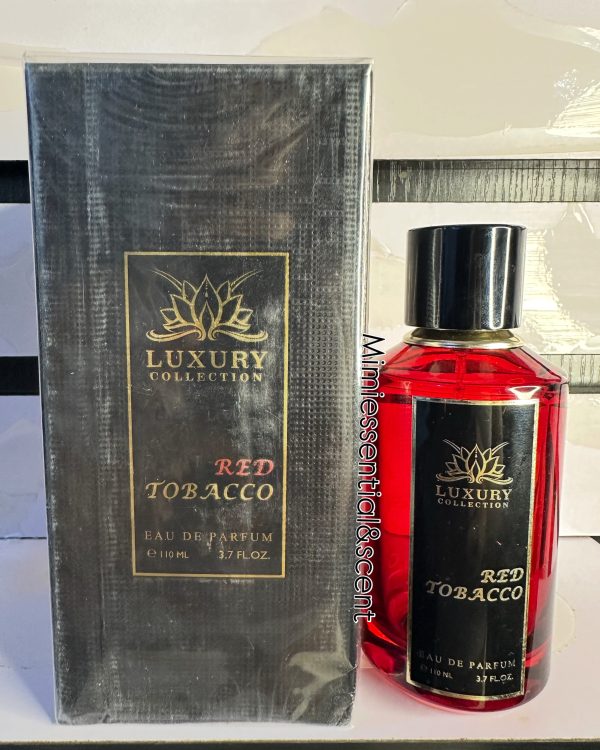 LUXURY
COLLECTION
RED
TOBACCO
EAU DE PARFUM
℮ 110 ML 3.7 FL.OZ.
Mimiessential&scent
LUXURY
COLLECTION
RED
TOBACCO
EAU DE PARFUM
℮ 110 ML 3.7 FL.OZ.